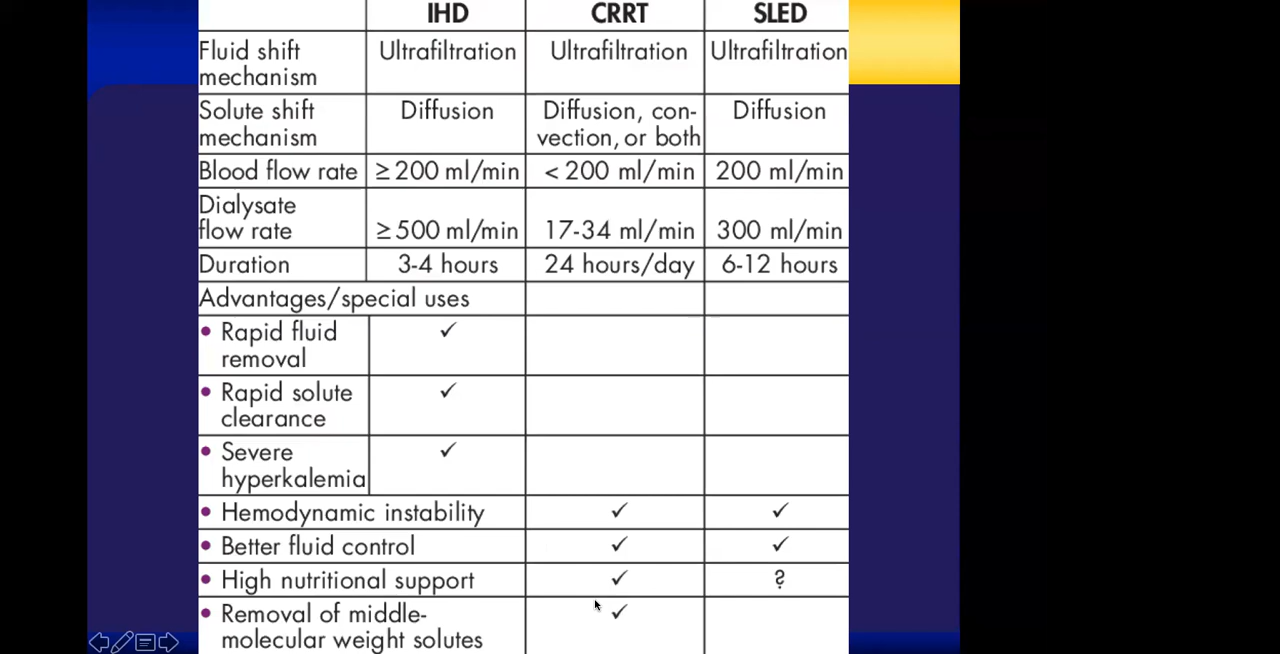 IHD CRRT SLED
Fluid shift Ultrafiltration Ultrafiltration Ultrafiltration
mechanism
Solute shift Diffusion Diffusion, con- Diffusion
mechanism vection, or both
Blood flow rate ≥ 200 ml/min < 200 ml/min 200 ml/min
Dialysate
flow rate ≥ 500 ml/min 17-34 ml/min 300 ml/min
Duration 3-4 hours 24 hours/day 6-12 hours
Advantages/special uses
• Rapid fluid ✓
removal
• Rapid solute ✓
clearance
• Severe ✓
hyperkalemia
• Hemodynamic instability ✓ ✓
• Better fluid control ✓ ✓
• High nutritional support ✓ ?
• Removal of middle- ✓
molecular weight solutes